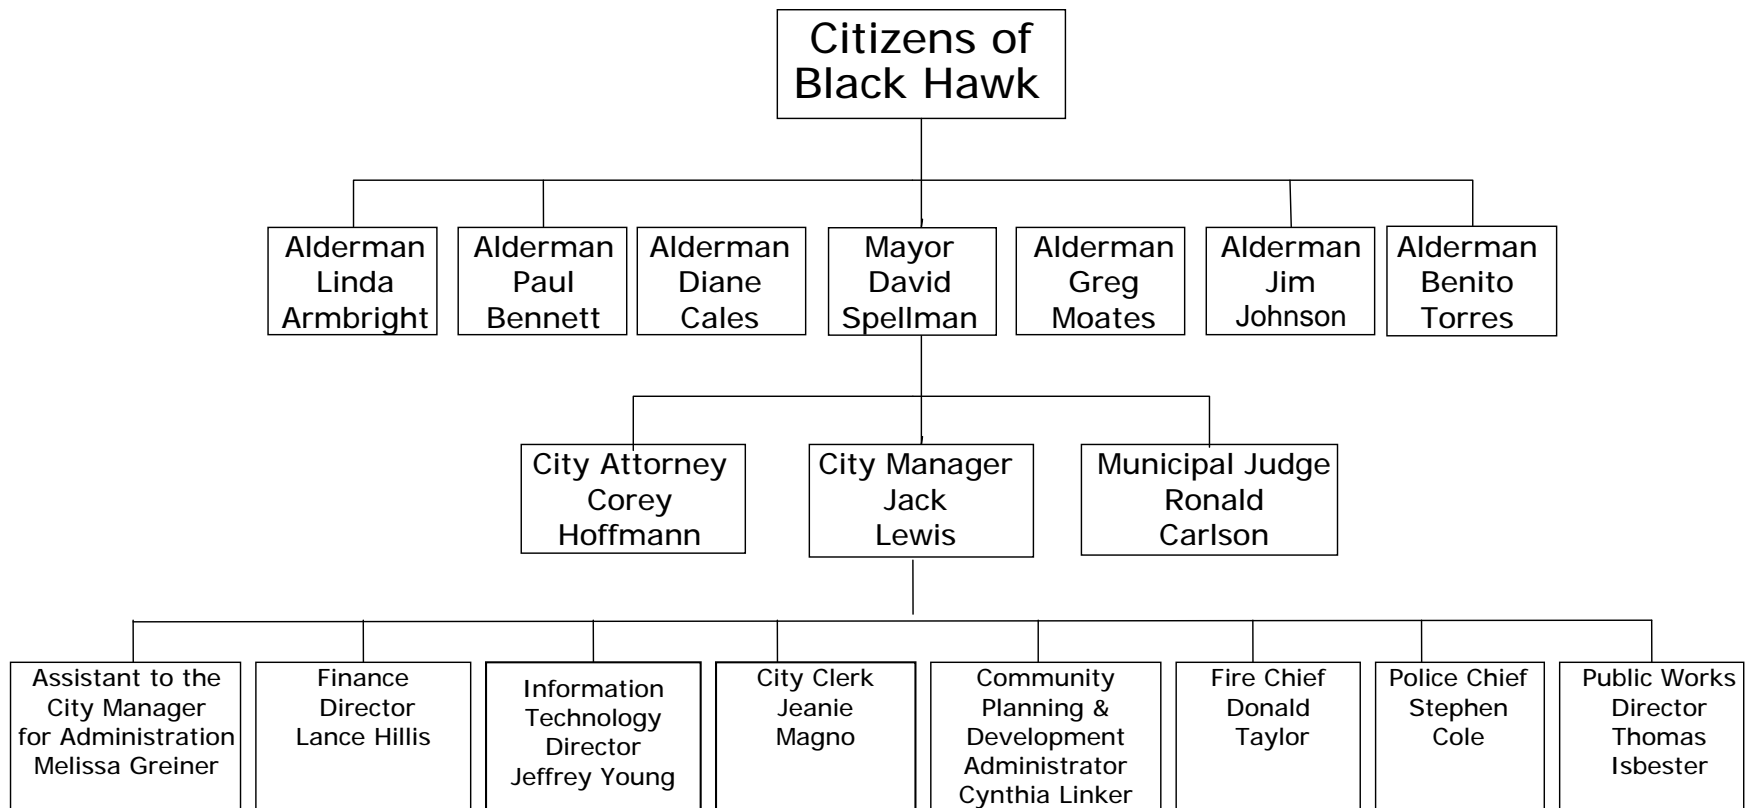 Citizens of
Black Hawk
Alderman
Linda
Armbright
Alderman
Paul
Bennett
Alderman
Diane
Cales
Mayor
David
Spellman
Alderman
Greg
Moates
Alderman
Jim
Johnson
Alderman
Benito
Torres
City Attorney
Corey
Hoffmann
City Manager
Jack
Lewis
Municipal Judge
Ronald
Carlson
Assistant to the
City Manager
for Administration
Melissa Greiner
Finance
Director
Lance Hillis
Information
Technology
Director
Jeffrey Young
City Clerk
Jeanie
Magno
Community
Planning &
Development
Administrator
Cynthia Linker
Fire Chief
Donald
Taylor
Police Chief
Stephen
Cole
Public Works
Director
Thomas
Isbester